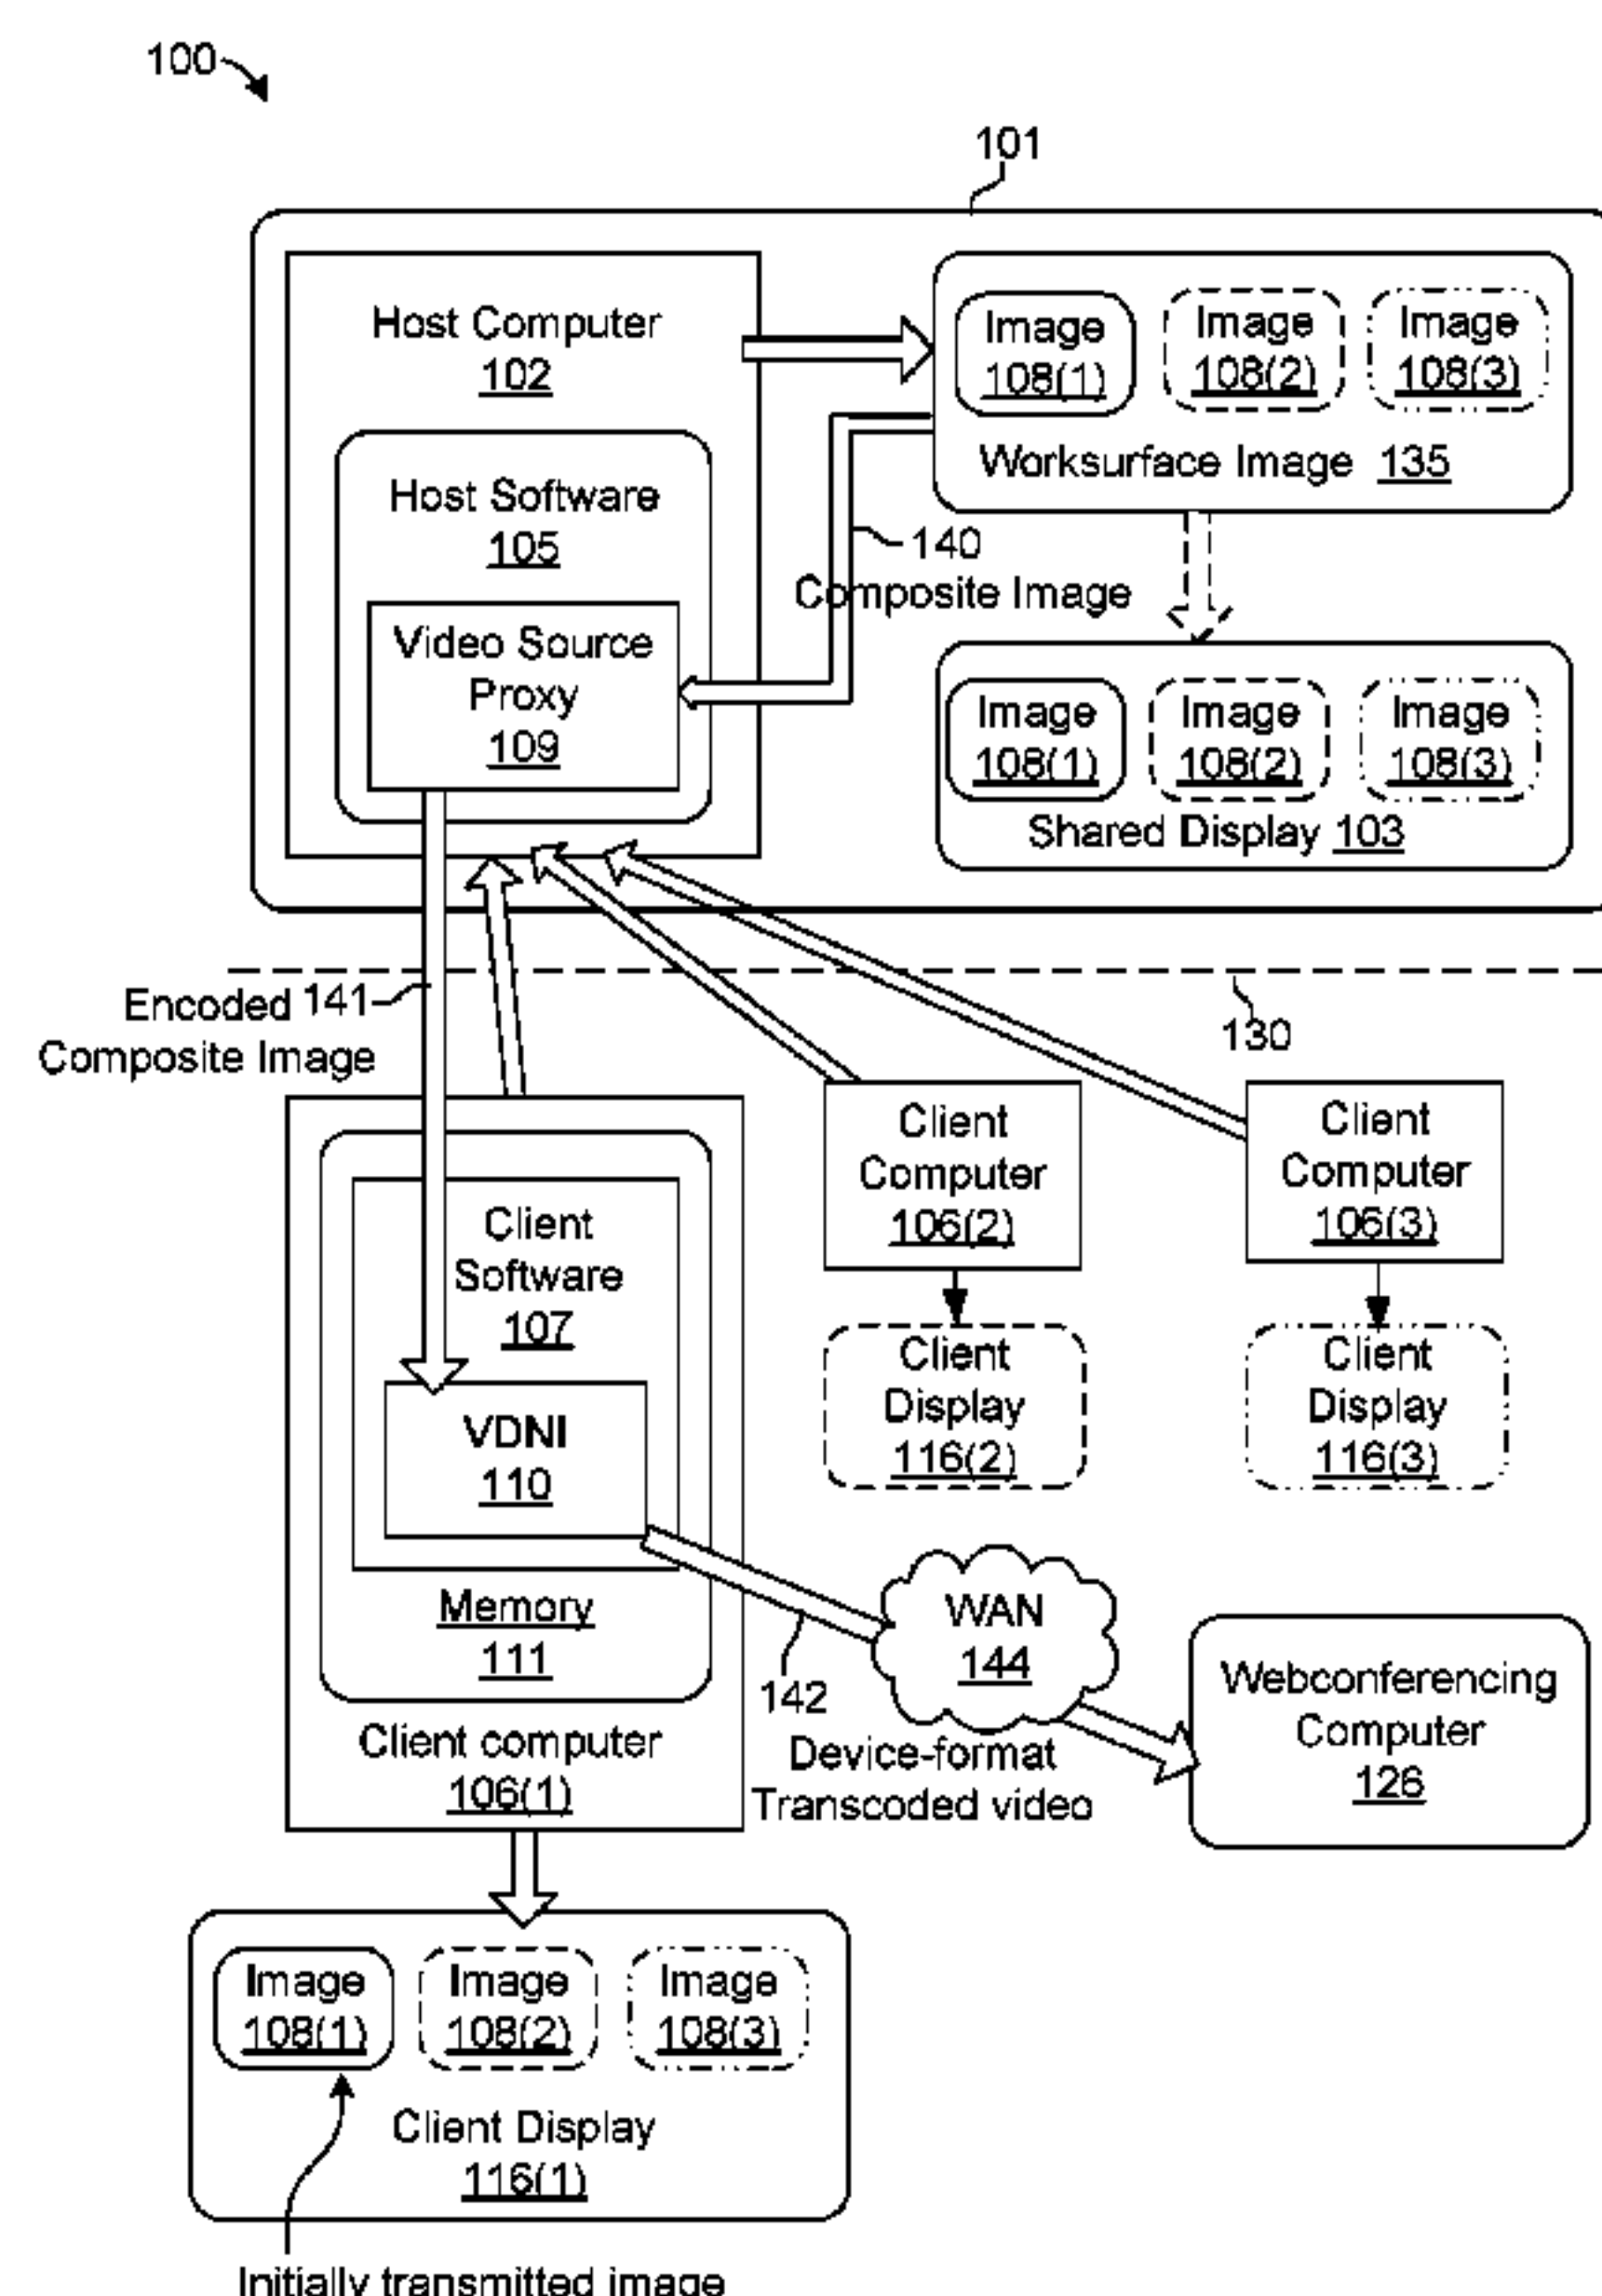 100
101
Host Computer
102
Host Software
105
Video Source
Proxy
109
Image
108(1)
Image
108(2)
Image
108(3)
Worksurface Image 135
140
Composite Image
Image
108(1)
Image
108(2)
Image
108(3)
Shared Display 103
Encoded 141
Composite Image
130
Client
Software
107
VDNI
110
Memory
111
Client computer
106(1)
Client
Computer
106(2)
Client
Computer
106(3)
Client
Display
116(2)
Client
Display
116(3)
WAN
144
142
Device-format
Transcoded video
Webconferencing
Computer
126
Image
108(1)
Image
108(2)
Image
108(3)
Client Display
116(1)
Initially transmitted image